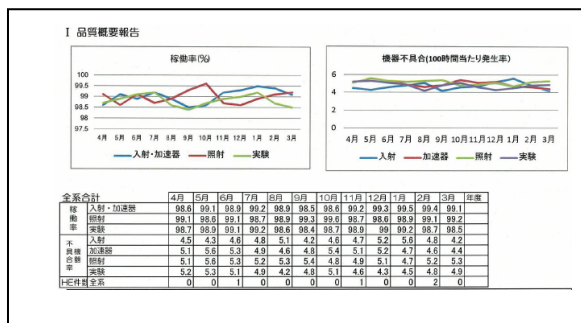 I 品質概要報告
稼働率(%)
100
99.5
99
98.5
98
97.5
4月 5月 6月 7月 8月 9月 10月 11月 12月 1月 2月 3月
入射・加速器 照射 実験
機器不具合(100時間当たり発生率)
6
4
2
0
4月 5月 6月 7月 8月 9月 10月 11月 12月 1月 2月 3月
入射 加速器 照射 実験
全系合計 4月 5月 6月 7月 8月 9月 10月 11月 12月 1月 2月 3月 年度
稼働率 入射・加速器 98.6 99.1 98.9 99.2 98.9 98.5 98.6 99.2 99.3 99.5 99.4 99.1
照射 99.1 98.6 99.1 98.7 98.9 99.3 99.6 98.7 98.6 98.9 99.1 99.2
実験 98.7 98.9 99.1 99.2 98.6 98.4 98.7 98.9 99 99.2 98.7 98.5
入射 4.5 4.3 4.6 4.8 5.1 4.2 4.6 4.7 5.2 5.6 4.8 4.2
加速器 5.1 5.6 5.3 4.9 4.6 4.8 5.4 5.1 5.2 4.7 4.6 4.4
照射 5.1 5.6 5.3 5.2 5.3 5.4 4.8 4.9 5.1 4.7 5.2 5.3
実験 5.2 5.3 5.1 4.9 4.2 4.8 5.1 4.6 4.3 4.5 4.8 4.9
HE件数 全系 0 0 1 0 0 0 0 1 0 0 2 0